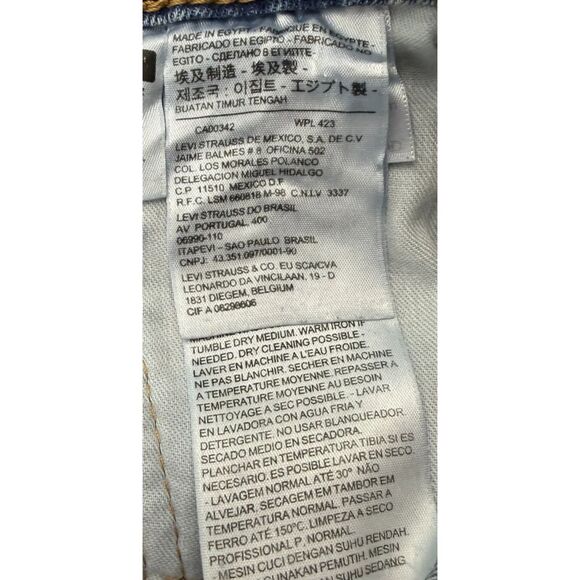 MADE IN EGYPT. FABRIQUE EN EGYPTE -
FABRICADO EN EGIPTO - FABRICADO NO
EGITO - СДЕЛАНО В ЕГИПТЕ -
埃及制造 - 埃及製 -
제조국 : 이집트 - エジプト製 -
BUATAN TIMUR TENGAH
CA00342 WPL 423
LEVI STRAUSS DE MEXICO, S.A. DE C.V
JAIME BALMES # 8 OFICINA 502
COL. LOS MORALES POLANCO
DELEGACION MIGUEL HIDALGO
C.P 11510 MEXICO D.F
R.F.C. LSM 660818 M-98 C.N.I.V 3337
LEVI STRAUSS DO BRASIL
AV PORTUGAL, 400
06990-110
ITAPEVI - SAO PAULO BRASIL
CNPJ: 43.351.097/0001-90
LEVI STRAUSS & CO. EU SCA/CVA
LEONARDO DA VINCILAAN, 19 - D
1831 DIEGEM, BELGIUM
CIF A 08298606
TUMBLE DRY MEDIUM. WARM IRON IF
NEEDED. DRY CLEANING POSSIBLE -
LAVER EN MACHINE A L'EAU FROIDE.
NE PAS BLANCHIR. SECHER EN MACHINE
A TEMPERATURE MOYENNE. REPASSER A
TEMPERATURE MOYENNE AU BESOIN
NETTOYAGE A SEC POSSIBLE. - LAVAR
EN LAVADORA CON AGUA FRIA Y
DETERGENTE. NO USAR BLANQUEADOR.
SECADO MEDIO EN SECADORA.
PLANCHAR EN TEMPERATURA TIBIA SI ES
NECESARIO. ES POSIBLE LAVAR EN SECO.
- LAVAGEM NORMAL ATÉ 30° NÃO
ALVEJAR. SECAGEM EM TAMBOR EM
TEMPERATURA NORMAL. PASSAR A
FERRO ATÉ 150°C. LIMPEZA A SECO
PROFISSIONAL P. NORMAL.
MESIN CUCI DENGAN SUHU RENDAH.
GUNAKAN PEMUTIH. MESIN
DENGAN SUHU SEDANG